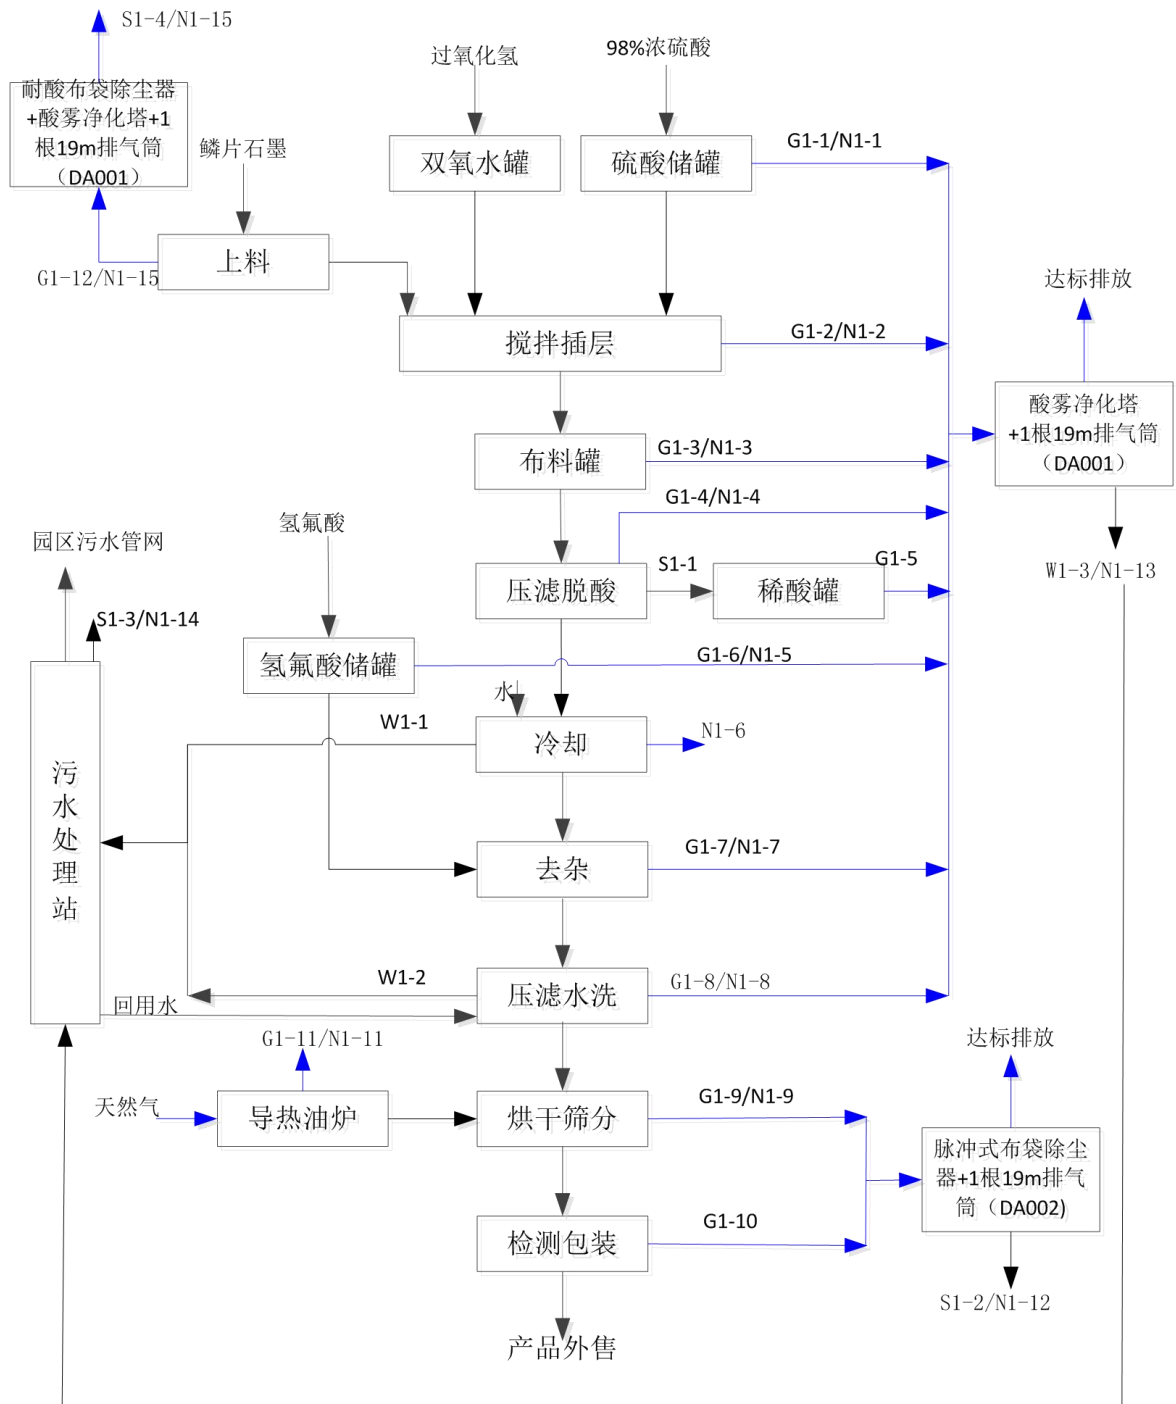 S1-4/N1-15
耐酸布袋除尘器
+酸雾净化塔+1
根19m排气筒
（DA001）
鳞片石墨
过氧化氢
98%浓硫酸
双氧水罐
硫酸储罐
G1-1/N1-1
上料
G1-12/N1-15
达标排放
搅拌插层
G1-2/N1-2
酸雾净化塔
+1根19m排气筒
（DA001）
布料罐
G1-3/N1-3
G1-4/N1-4
氢氟酸
园区污水管网
压滤脱酸
S1-1
稀酸罐
G1-5
W1-3/N1-13
S1-3/N1-14
氢氟酸储罐
G1-6/N1-5
水
W1-1
冷却
N1-6
污
水
处
理
站
去杂
G1-7/N1-7
W1-2
压滤水洗
G1-8/N1-8
回用水
G1-11/N1-11
达标排放
天然气
导热油炉
烘干筛分
G1-9/N1-9
脉冲式布袋除尘
器+1根19m排气
筒（DA002)
检测包装
G1-10
S1-2/N1-12
产品外售